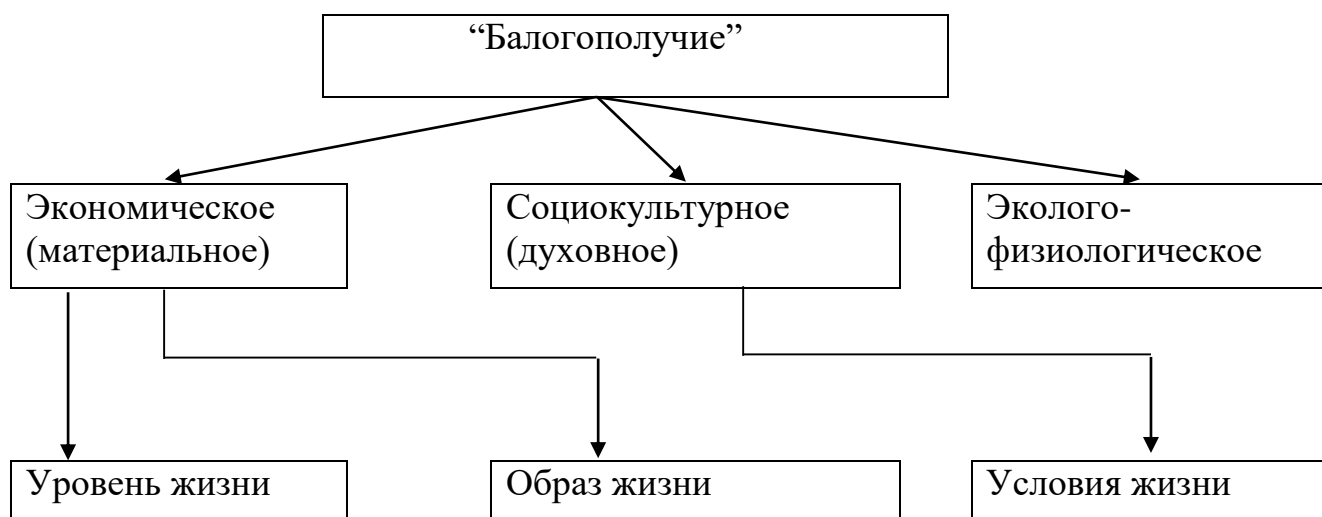 “Балогополучие”
Экономическое
(материальное)
Социокультурное
(духовное)
Эколого-
физиологическое
Уровень жизни
Образ жизни
Условия жизни